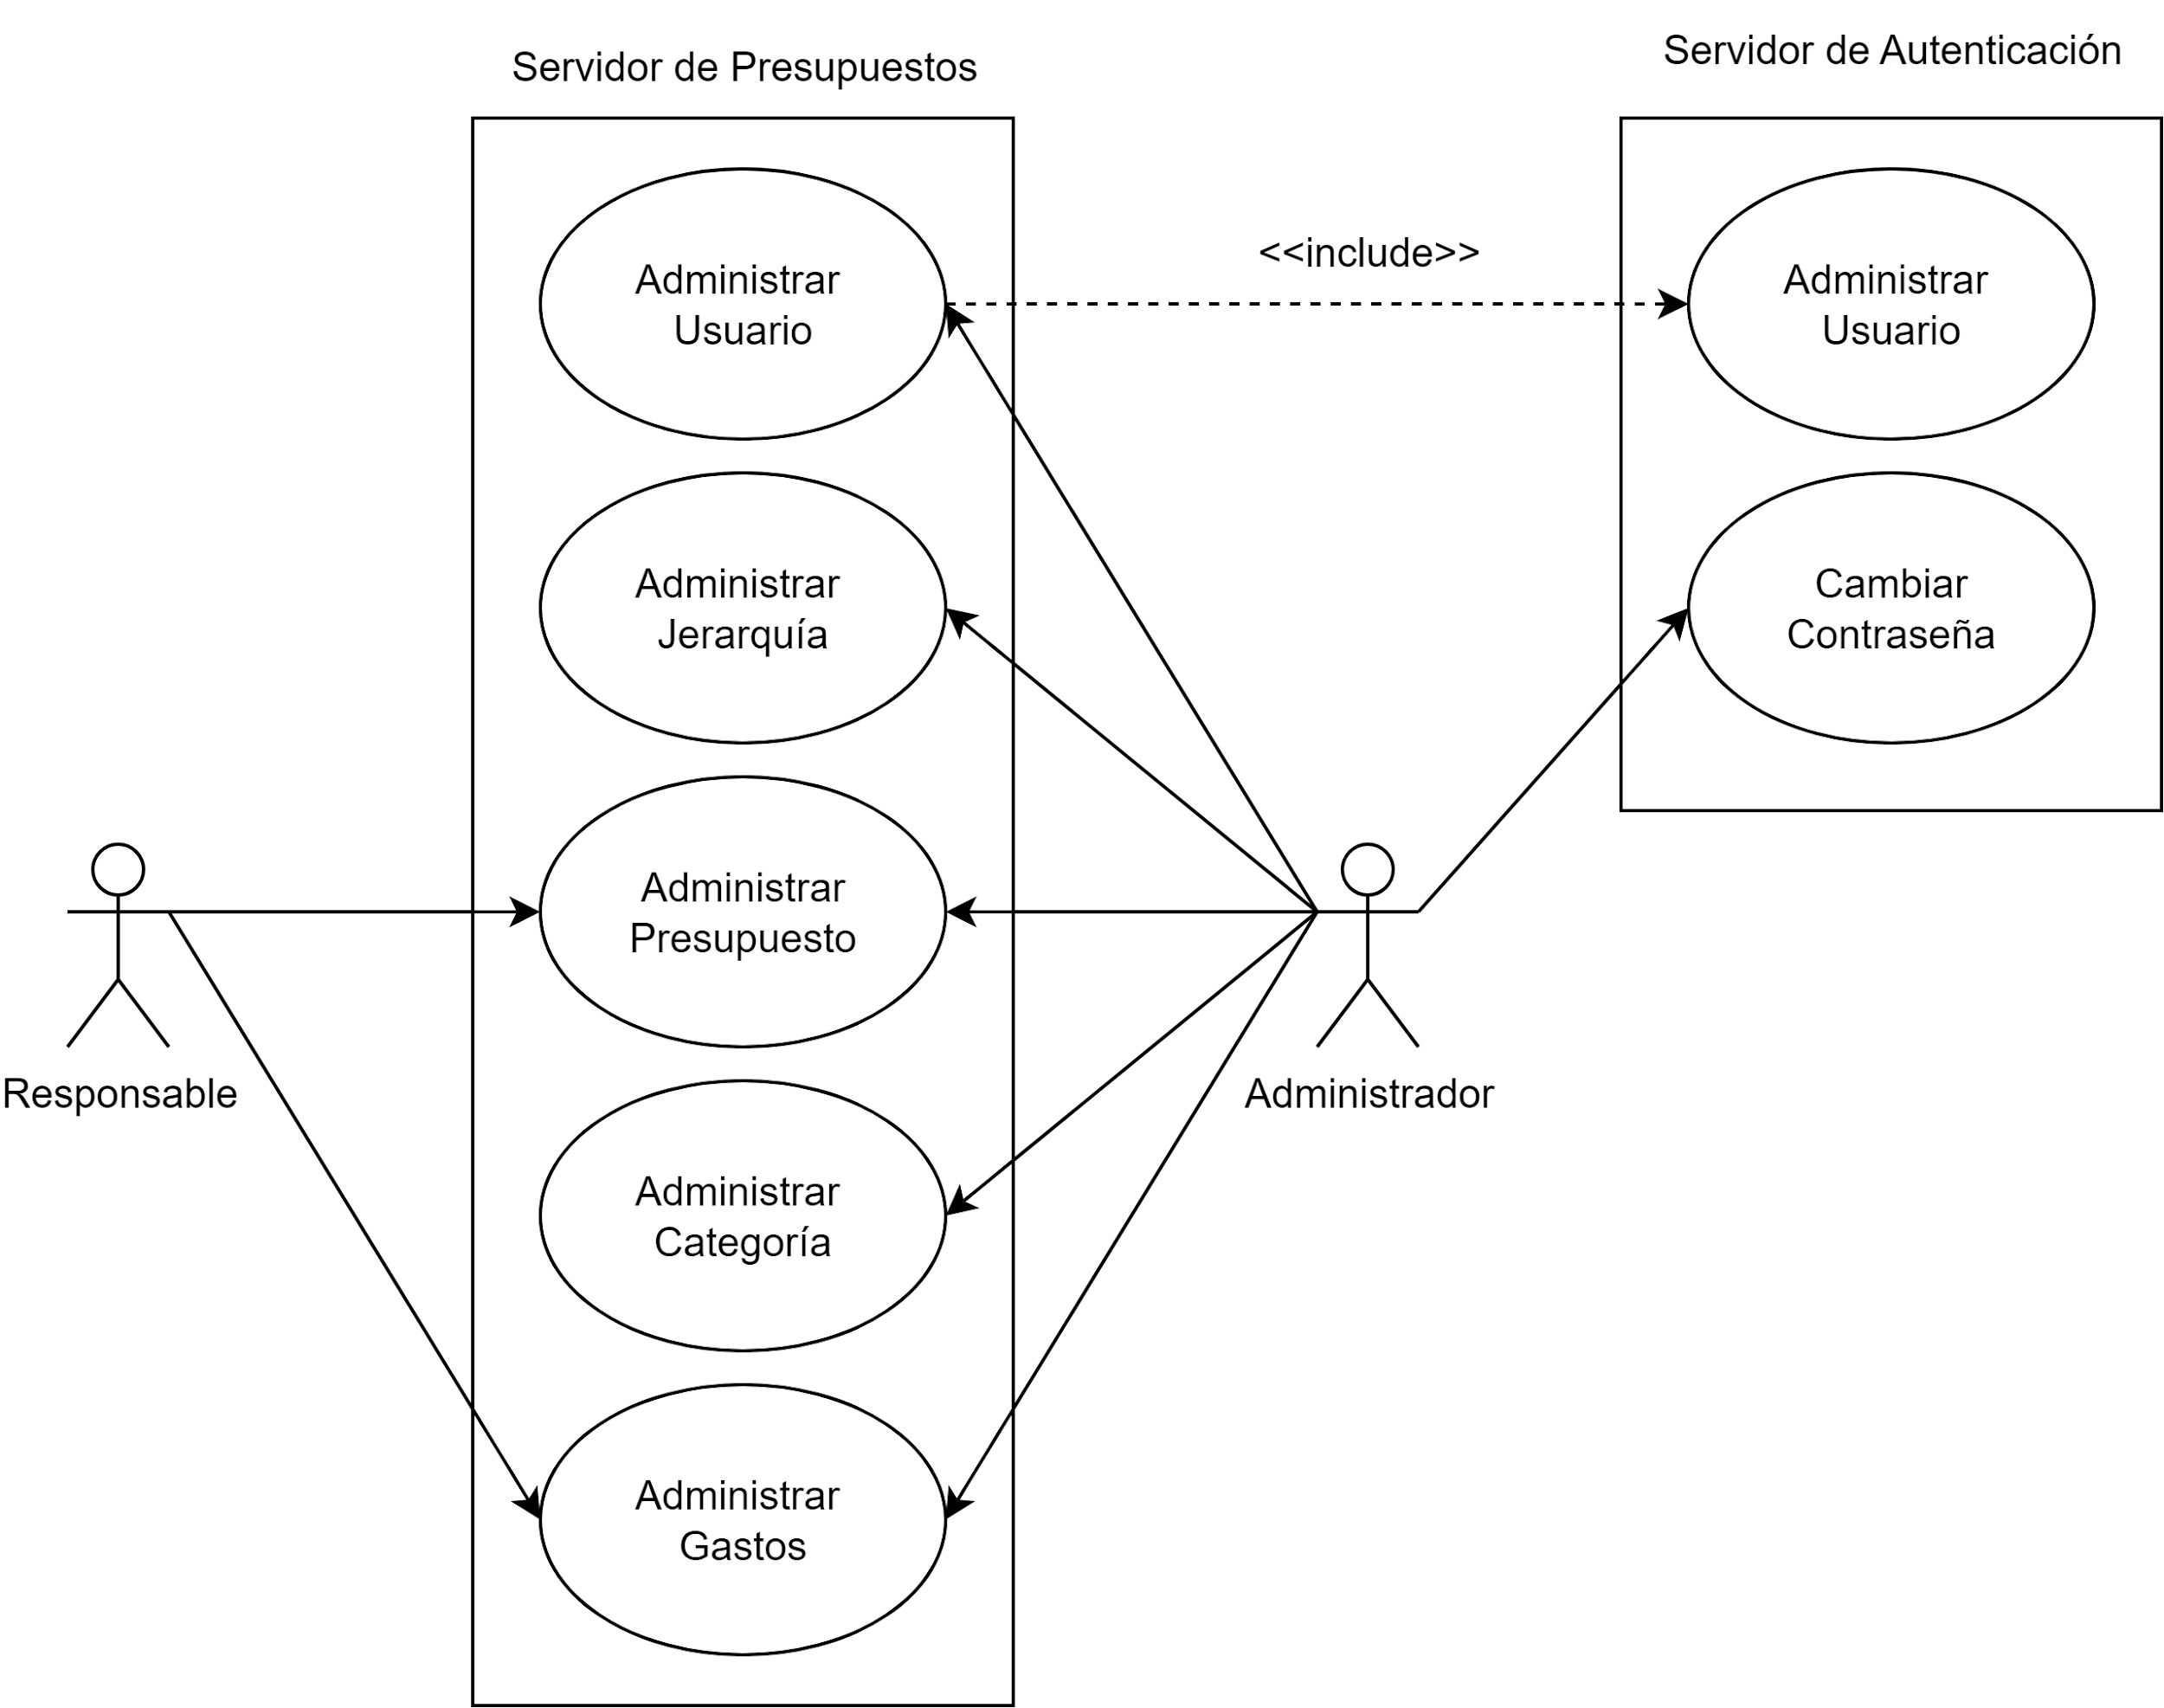 Servidor de Presupuestos
Servidor de Autenticación
Administrar
Usuario
<<include>>
Administrar
Usuario
Administrar
Jerarquía
Cambiar
Contraseña
Administrar
Presupuesto
Responsable
Administrador
Administrar
Categoría
Administrar
Gastos